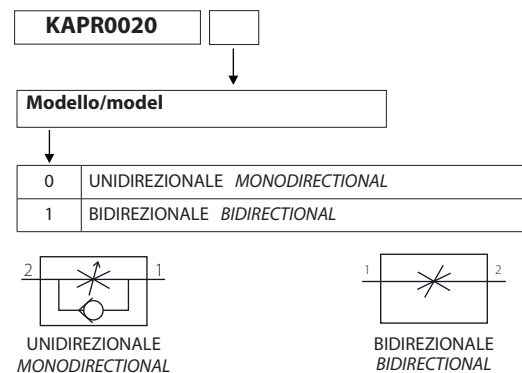 KAPR0020
Modello/model
0 UNIDIREZIONALE MONODIRECTIONAL
1 BIDIREZIONALE BIDIRECTIONAL
2 1 1 2
UNIDIREZIONALE BIDIREZIONALE
MONODIRECTIONAL BIDIRECTIONAL